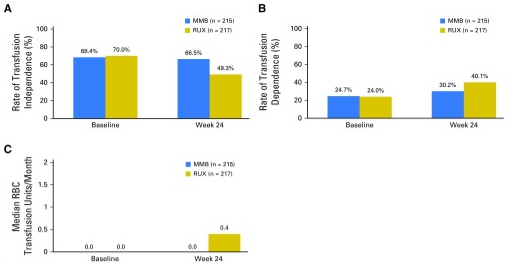 A
MMB (n = 215)
RUX (n = 217)
Rate of Transfusion
Independence (%)
100
80
60
40
20
0
68.4%
70.0%
66.5%
49.3%
Baseline
Week 24
B
MMB (n = 215)
RUX (n = 217)
Rate of Transfusion
Dependence (%)
100
80
60
40
20
0
24.7%
24.0%
30.2%
40.1%
Baseline
Week 24
C
MMB (n = 215)
RUX (n = 217)
Median RBC
Transfusion Units/Month
2
1.5
1
0.5
0
0.0
0.0
0.0
0.4
Baseline
Week 24